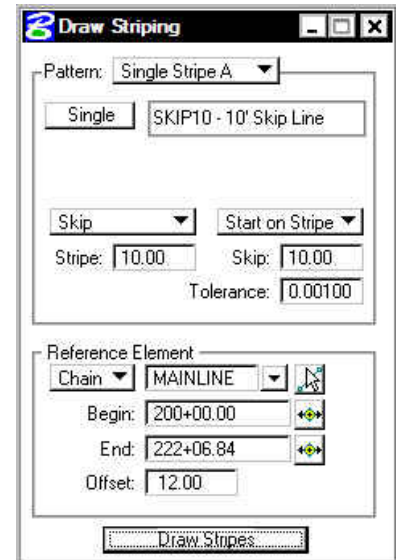 Draw Striping
Pattern: Single Stripe A
Single SKIP10 - 10' Skip Line
Skip Start on Stripe
Stripe: 10.00 Skip: 10.00
Tolerance: 0.00100
Reference Element
Chain MAINLINE
Begin: 200+00.00
End: 222+06.84
Offset: 12.00
Draw Stripes